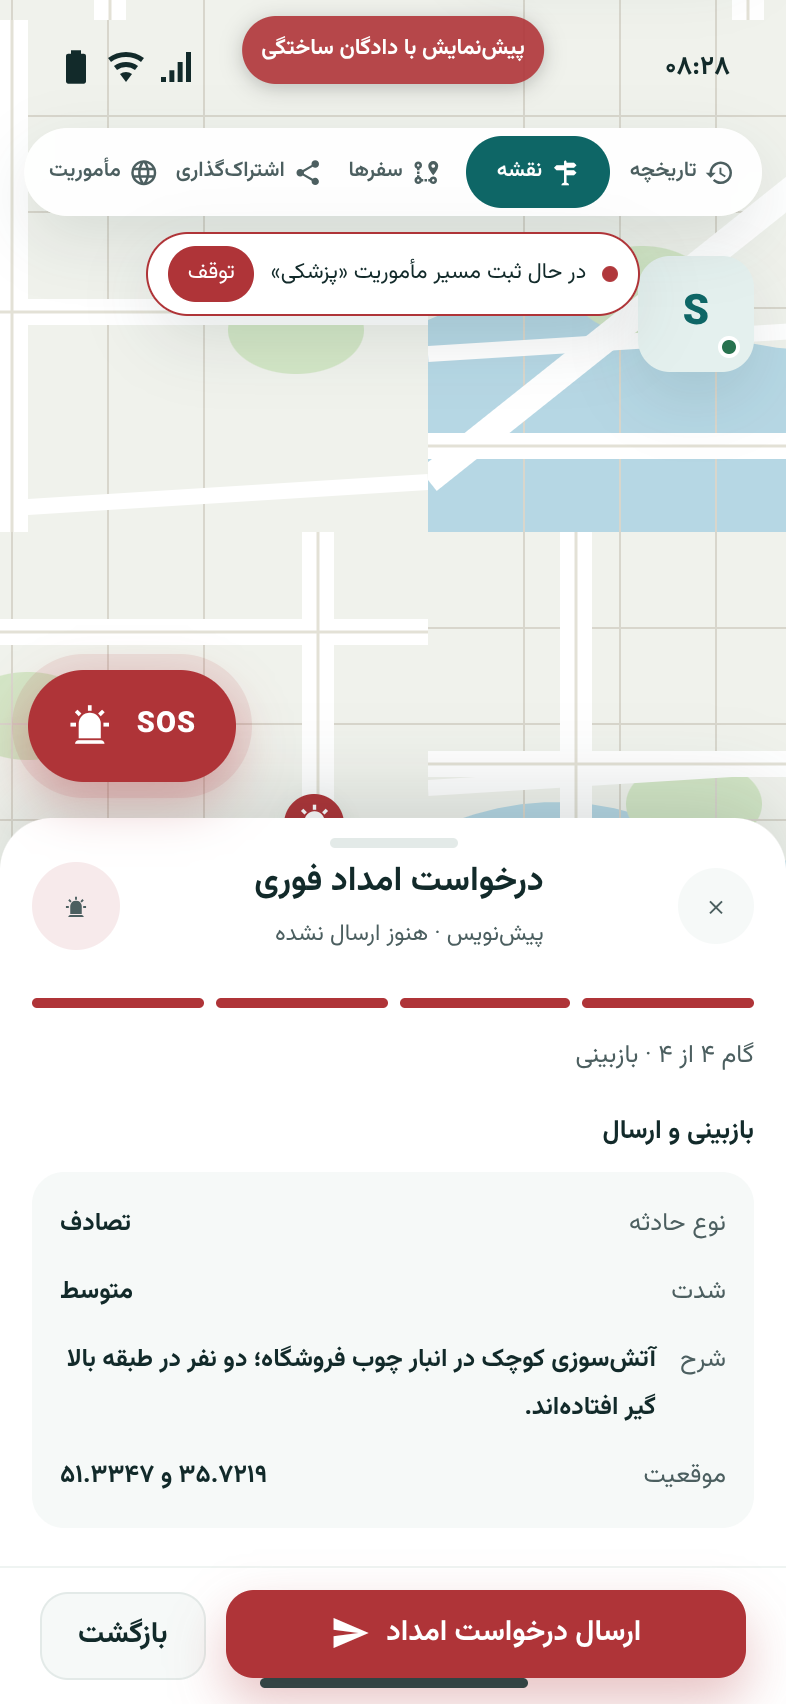 پیش‌نمایش با دادگان ساختگی
۰۸:۲۸
تاریخچه
نقشه
سفرها
اشتراک‌گذاری
مأموریت
در حال ثبت مسیر مأموریت «پزشکی»
توقف
S
SOS
درخواست امداد فوری
پیش‌نویس · هنوز ارسال نشده
گام ۴ از ۴ · بازبینی
بازبینی و ارسال
نوع حادثه
تصادف
شدت
متوسط
شرح
آتش‌سوزی کوچک در انبار چوب فروشگاه؛ دو نفر در طبقه بالا
گیر افتاده‌اند.
موقعیت
۳۵.۷۲۱۹ و ۵۱.۳۳۴۷
ارسال درخواست امداد
بازگشت